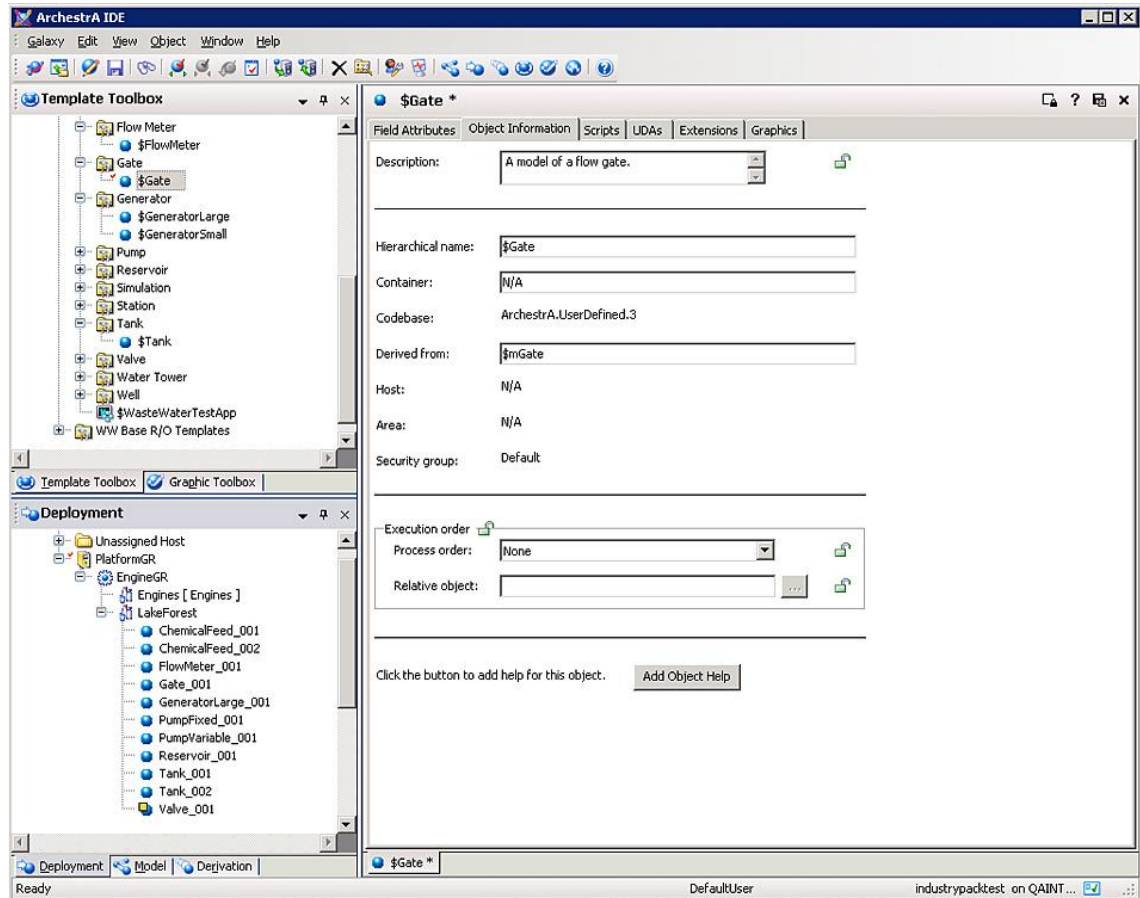 ArchestrA IDE
Galaxy Edit View Object Window Help
Template Toolbox
Flow Meter
$FlowMeter
Gate
$Gate
Generator
$GeneratorLarge
$GeneratorSmall
Pump
Reservoir
Simulation
Station
Tank
$Tank
Valve
Water Tower
Well
$WasteWaterTestApp
WW Base R/O Templates
Template Toolbox Graphic Toolbox
Deployment
Unassigned Host
PlatformGR
EngineGR
Engines [ Engines ]
LakeForest
ChemicalFeed_001
ChemicalFeed_002
FlowMeter_001
Gate_001
GeneratorLarge_001
PumpFixed_001
PumpVariable_001
Reservoir_001
Tank_001
Tank_002
Valve_001
Deployment Model Derivation
$Gate *
Field Attributes Object Information Scripts UDAs Extensions Graphics
Description: A model of a flow gate.
Hierarchical name: $Gate
Container: N/A
Codebase: ArchestrA.UserDefined.3
Derived from: $mGate
Host: N/A
Area: N/A
Security group: Default
Execution order
Process order: None
Relative object: ...
Click the button to add help for this object. Add Object Help
$Gate *
Ready DefaultUser industrypacktest on QAINT...